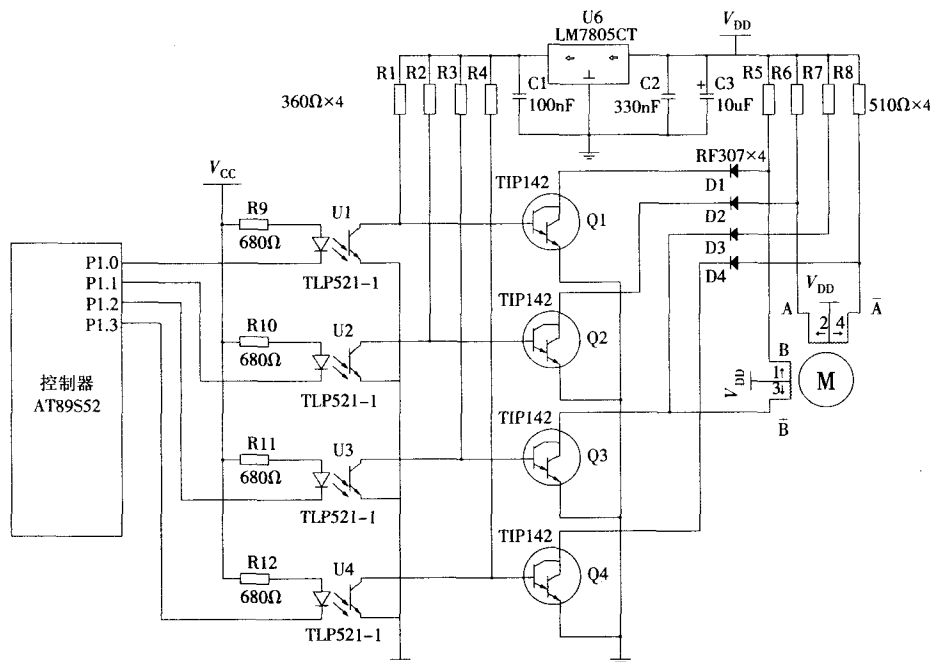 U6
LM7805CT
V_DD
R1 R2 R3 R4
360Ω×4
C1
100nF
C2
330nF
+ C3
10uF
R5 R6 R7 R8
510Ω×4
RF307×4
D1
D2
D3
D4
V_CC
R9
680Ω
U1
TLP521-1
TIP142
Q1
P1.0
P1.1
P1.2
P1.3
控制器
AT89S52
R10
680Ω
U2
TLP521-1
TIP142
Q2
V_DD
A
2 4
Ā
B
1
3
V_DD
B̄
M
R11
680Ω
U3
TLP521-1
TIP142
Q3
R12
680Ω
U4
TLP521-1
TIP142
Q4